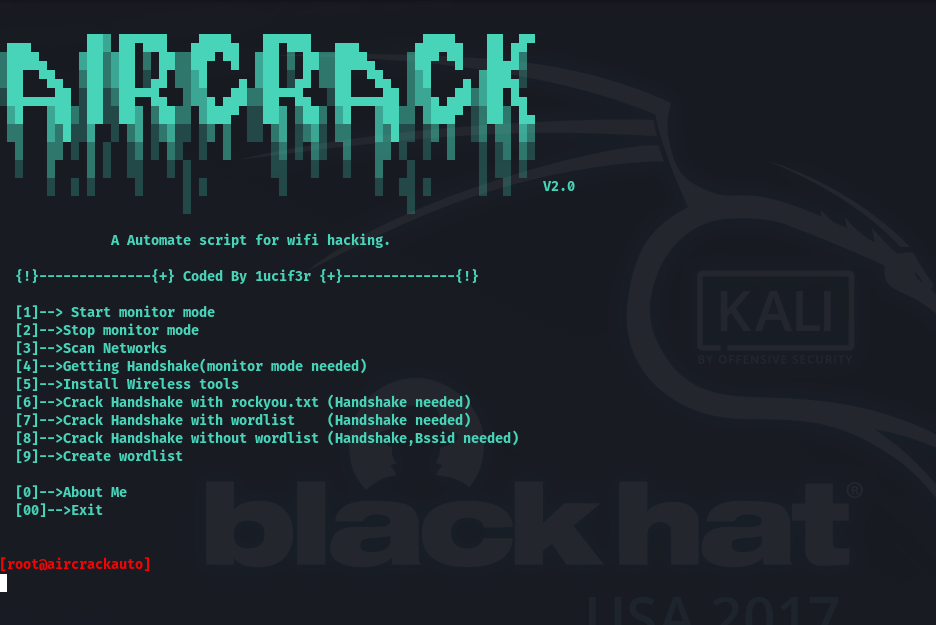 AIRCRACK
V2.0
A Automate script for wifi hacking.
{!}--------------{+} Coded By 1ucif3r {+}--------------{!}
[1]--> Start monitor mode
[2]-->Stop monitor mode
[3]-->Scan Networks
[4]-->Getting Handshake(monitor mode needed)
[5]-->Install Wireless tools
[6]-->Crack Handshake with rockyou.txt (Handshake needed)
[7]-->Crack Handshake with wordlist    (Handshake needed)
[8]-->Crack Handshake without wordlist (Handshake,Bssid needed)
[9]-->Create wordlist
[0]-->About Me
[00]-->Exit
[root@aircrackauto]
KALI
BY OFFENSIVE SECURITY
blackhat®
USA 2017